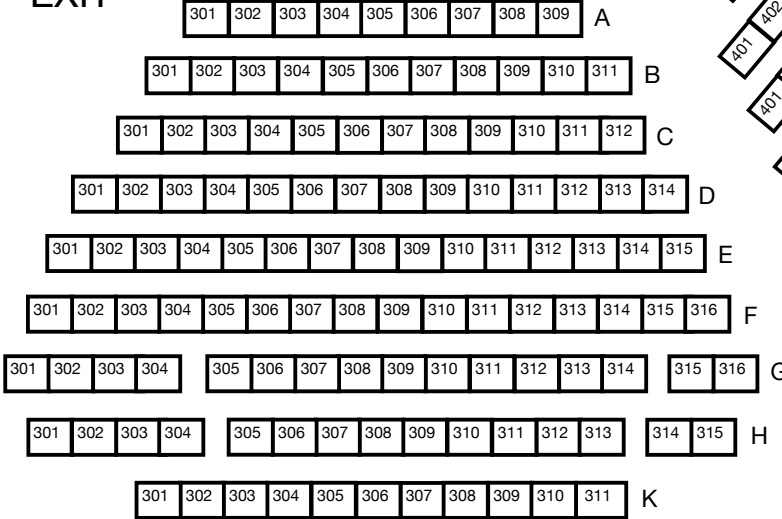 EXIT
301 302 303 304 305 306 307 308 309 A
402
401
301 302 303 304 305 306 307 308 309 310 311 B
401
301 302 303 304 305 306 307 308 309 310 311 312 C
301 302 303 304 305 306 307 308 309 310 311 312 313 314 D
301 302 303 304 305 306 307 308 309 310 311 312 313 314 315 E
301 302 303 304 305 306 307 308 309 310 311 312 313 314 315 316 F
301 302 303 304 305 306 307 308 309 310 311 312 313 314 315 316 G
301 302 303 304 305 306 307 308 309 310 311 312 313 314 315 H
301 302 303 304 305 306 307 308 309 310 311 K